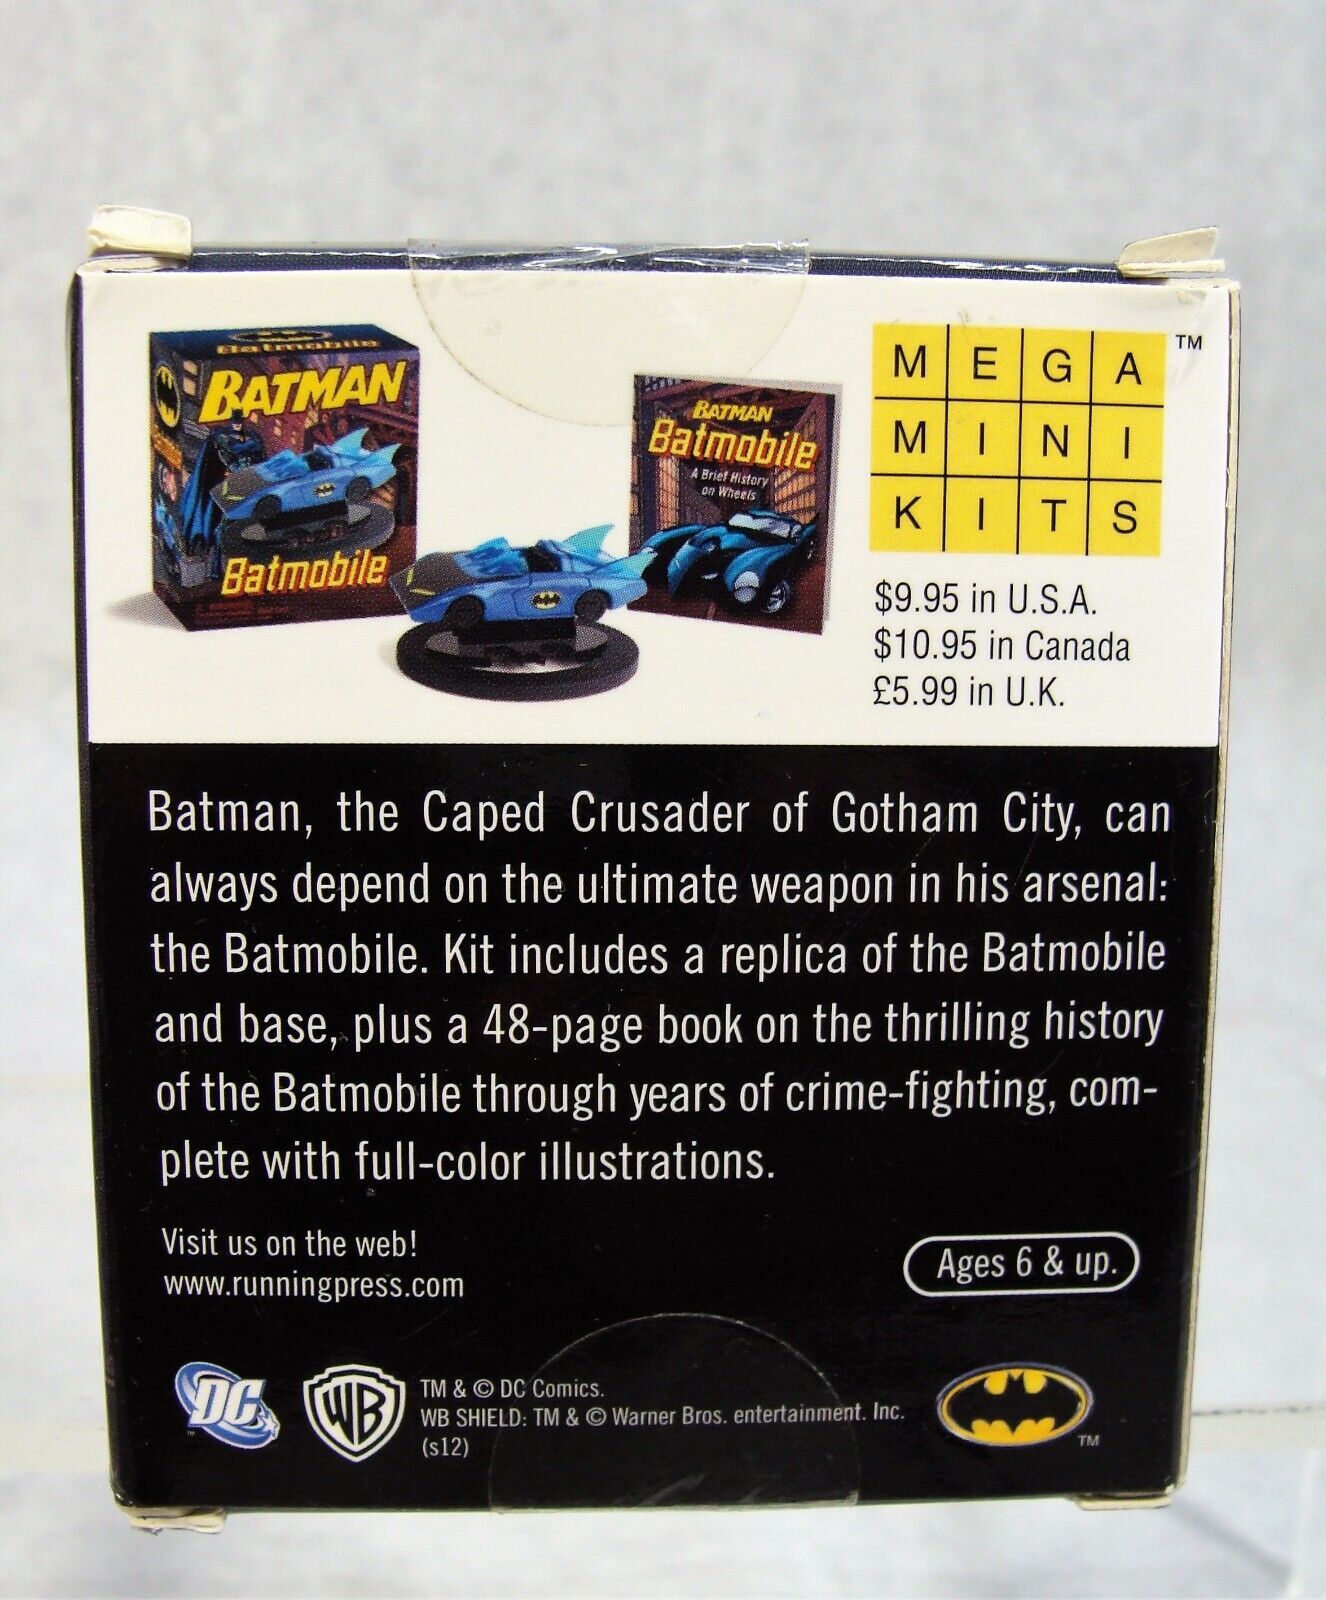 Batmobile
BATMAN
Batmobile
BATMAN
Batmobile
A Brief History
on Wheels
MEGA ™
MINI
KITS
$9.95 in U.S.A.
$10.95 in Canada
£5.99 in U.K.
Batman, the Caped Crusader of Gotham City, can
always depend on the ultimate weapon in his arsenal:
the Batmobile. Kit includes a replica of the Batmobile
and base, plus a 48-page book on the thrilling history
of the Batmobile through years of crime-fighting, com-
plete with full-color illustrations.
Visit us on the web!
www.runningpress.com
Ages 6 & up.
DC
WB
TM & © DC Comics.
WB SHIELD: TM & © Warner Bros. entertainment. Inc.
(s12)
TM